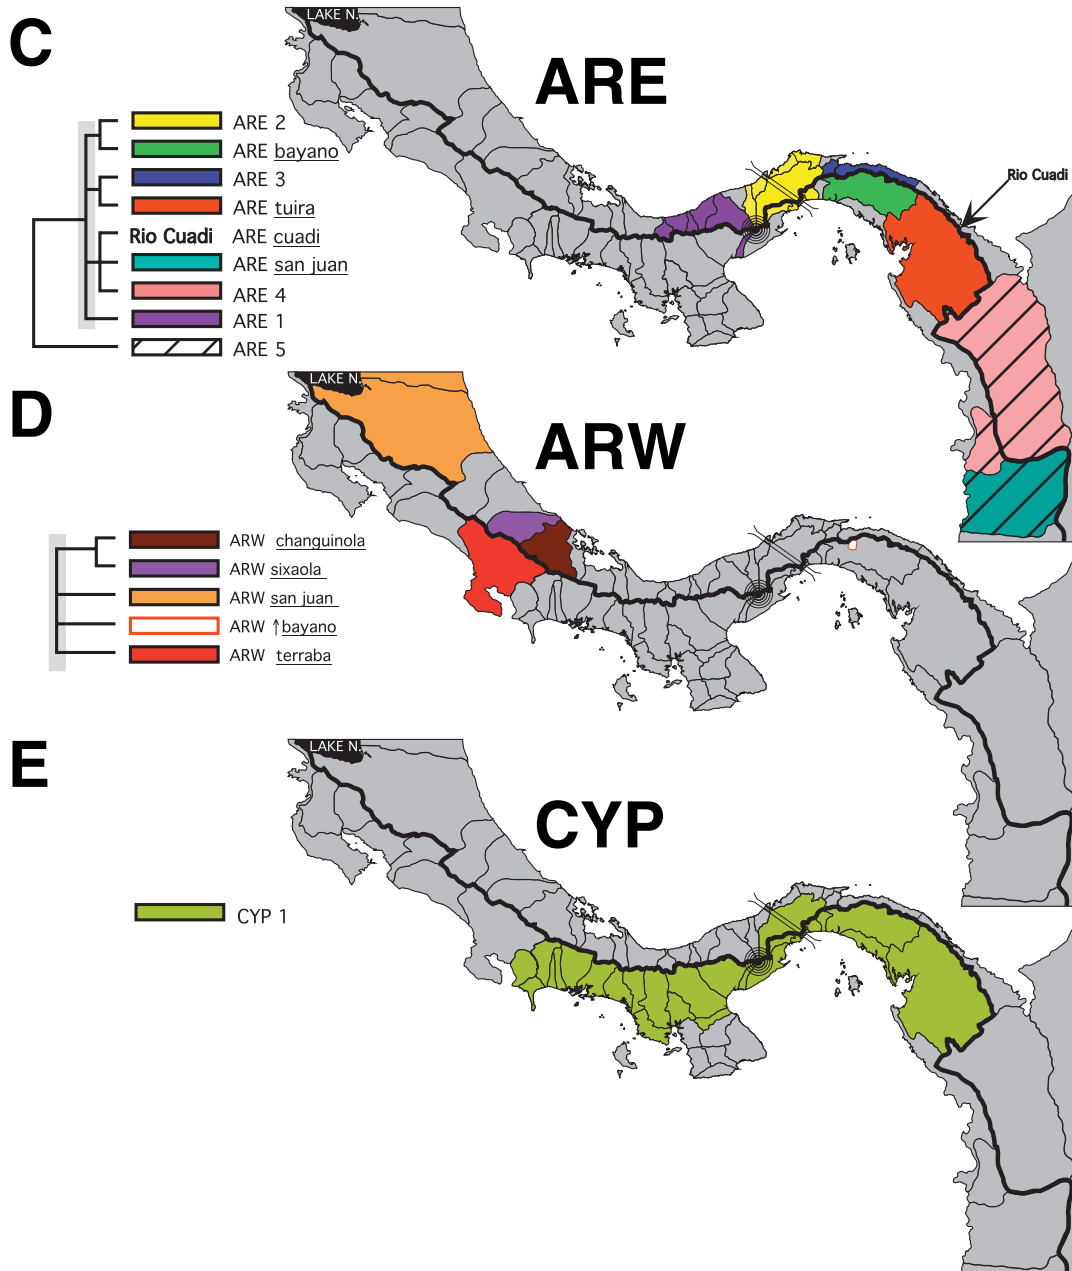 C
LAKE N.
ARE
ARE 2
ARE bayano
ARE 3
ARE tuira
Rio Cuadi ARE cuadi
ARE san juan
ARE 4
ARE 1
ARE 5
Rio Cuadi
D
LAKE N.
ARW
ARW changuinola
ARW sixaola
ARW san juan
ARW ↑bayano
ARW terraba
E
LAKE N.
CYP
CYP 1